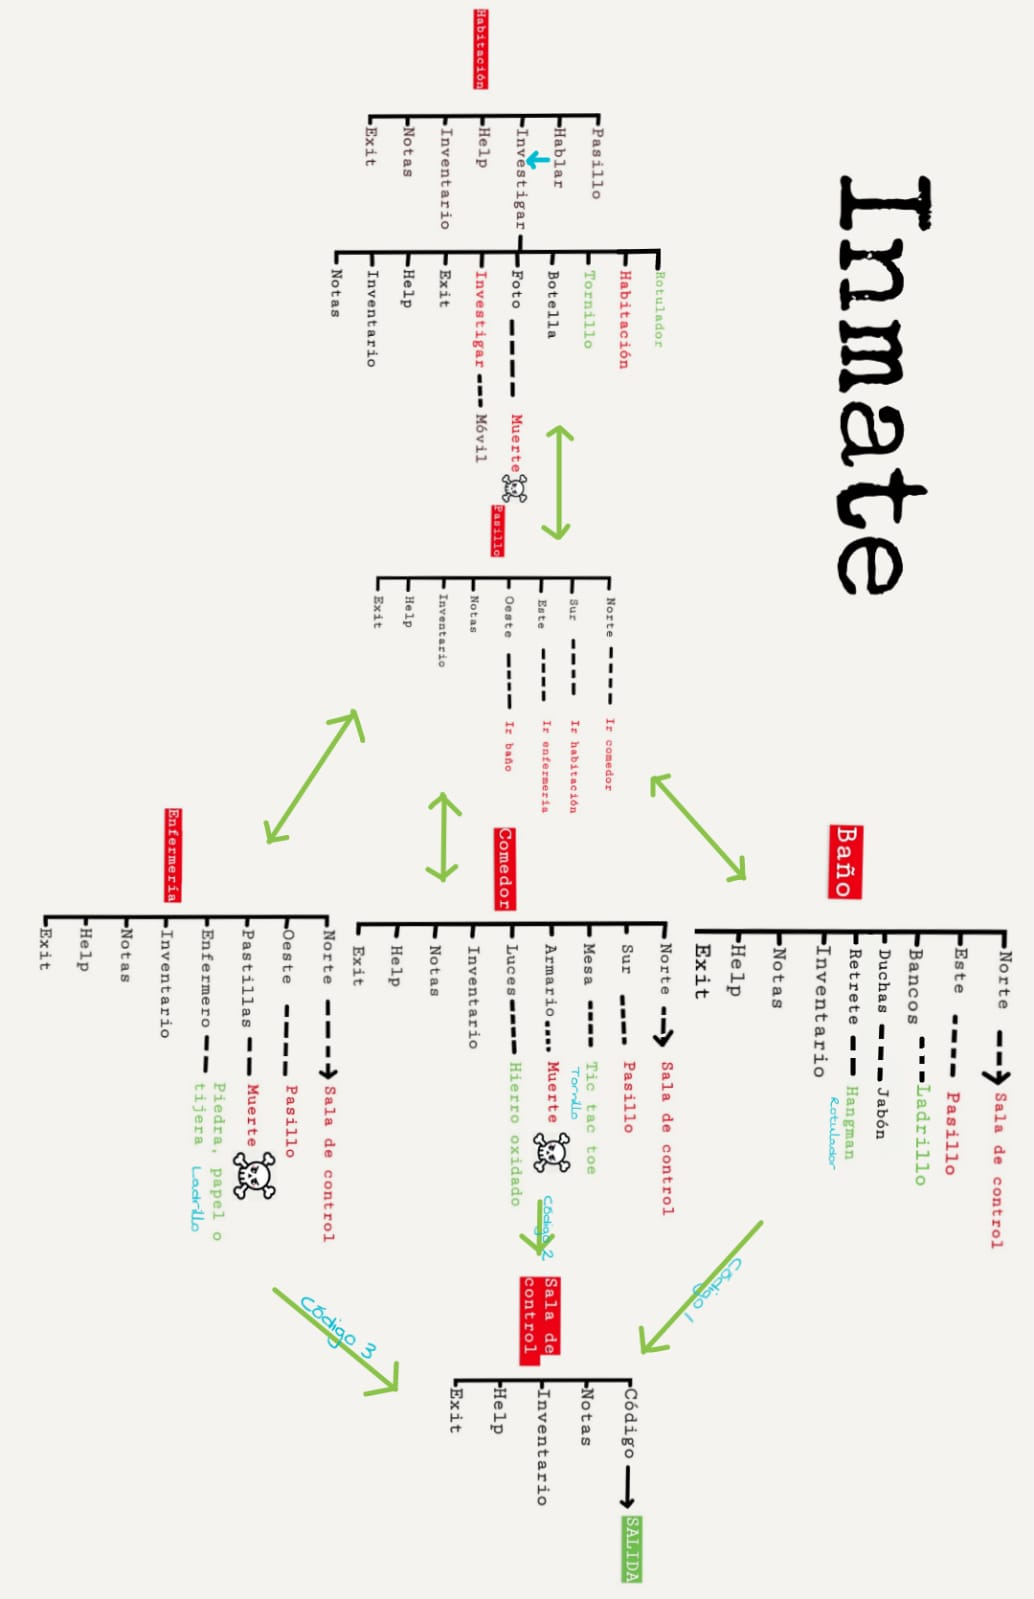 Inmate
Habitación
Pasillo
Hablar
Investigar
Help
Inventario
Notas
Exit
Rotulador
Habitación
Tornillo
Botella
Foto Muerte
Investigar Móvil
Exit
Help
Inventario
Notas
Pasillo
Norte Ir comedor
Sur Ir habitación
Este Ir enfermería
Oeste Ir baño
Notas
Inventario
Help
Exit
Baño
Norte Sala de control
Este Pasillo
Bancos Ladrillo
Duchas Jabón
Retrete Hangman
Rotulador
Inventario
Notas
Help
Exit
Código 1
Comedor
Norte Sala de control
Sur Pasillo
Mesa Tic tac toe
Tornillo
Armario Muerte
Luces Hierro oxidado
Inventario
Notas
Help
Exit
Código 2
Enfermería
Norte Sala de control
Oeste Pasillo
Pastillas Muerte
Enfermero Piedra, papel o
tijera Ladrillo
Inventario
Notas
Help
Exit
Código 3
Sala de
control
Código SALIDA
Notas
Inventario
Help
Exit